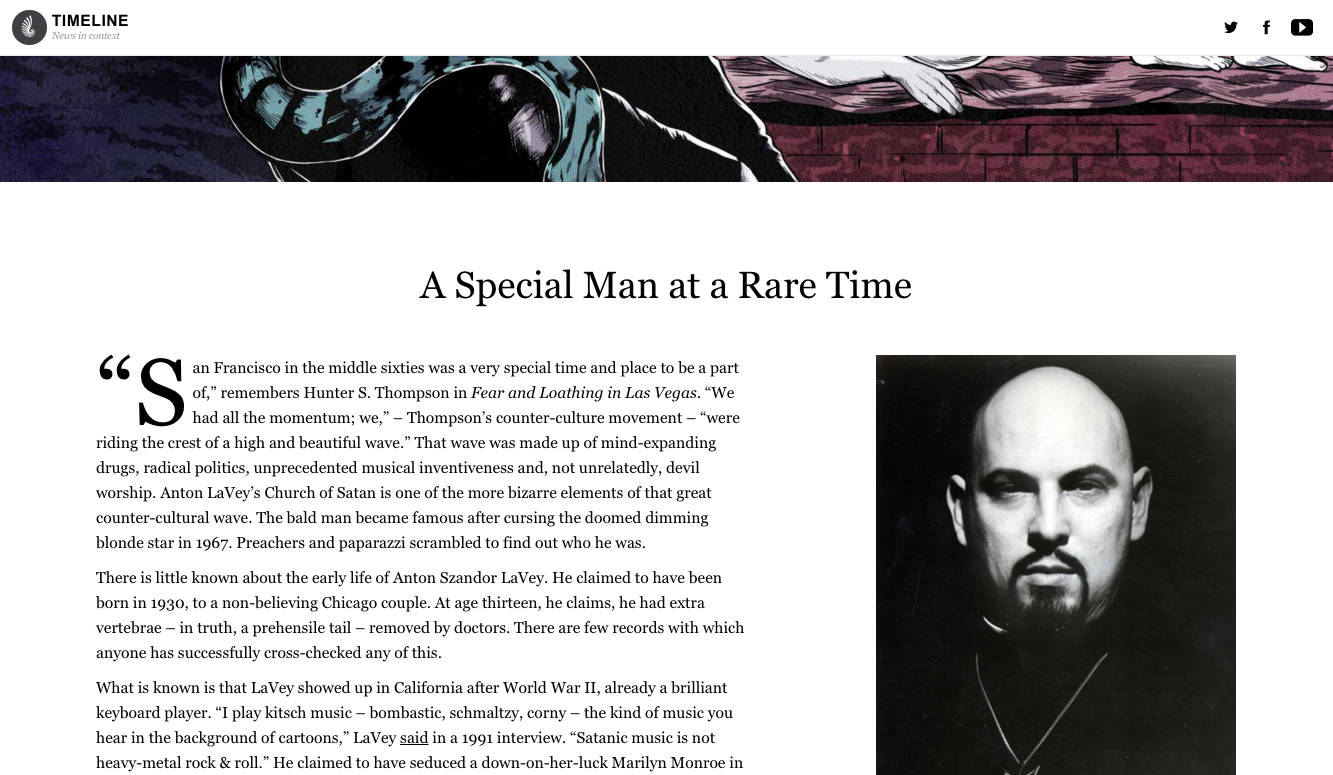 TIMELINE
News in context
A Special Man at a Rare Time
“San Francisco in the middle sixties was a very special time and place to be a part
of,” remembers Hunter S. Thompson in Fear and Loathing in Las Vegas. “We
had all the momentum; we,” – Thompson’s counter-culture movement – “were
riding the crest of a high and beautiful wave.” That wave was made up of mind-expanding
drugs, radical politics, unprecedented musical inventiveness and, not unrelatedly, devil
worship. Anton LaVey’s Church of Satan is one of the more bizarre elements of that great
counter-cultural wave. The bald man became famous after cursing the doomed dimming
blonde star in 1967. Preachers and paparazzi scrambled to find out who he was.
There is little known about the early life of Anton Szandor LaVey. He claimed to have been
born in 1930, to a non-believing Chicago couple. At age thirteen, he claims, he had extra
vertebrae – in truth, a prehensile tail – removed by doctors. There are few records with which
anyone has successfully cross-checked any of this.
What is known is that LaVey showed up in California after World War II, already a brilliant
keyboard player. “I play kitsch music – bombastic, schmaltzy, corny – the kind of music you
hear in the background of cartoons,” LaVey said in a 1991 interview. “Satanic music is not
heavy-metal rock & roll.” He claimed to have seduced a down-on-her-luck Marilyn Monroe in